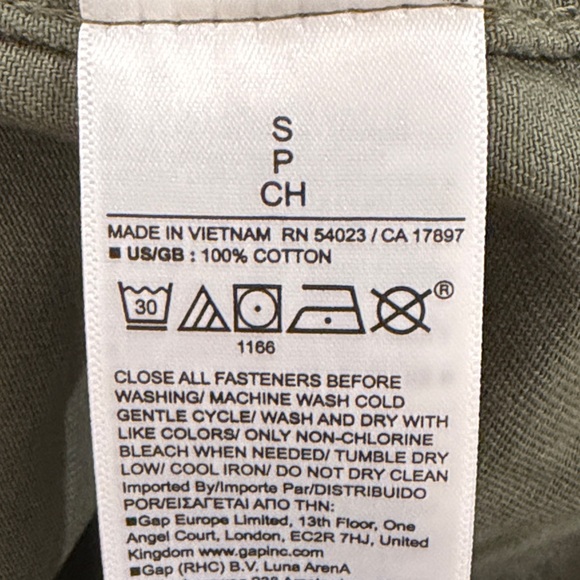 S
P
CH
MADE IN VIETNAM RN 54023 / CA 17897
■ US/GB : 100% COTTON
30 ®
1166
CLOSE ALL FASTENERS BEFORE
WASHING/ MACHINE WASH COLD
GENTLE CYCLE/ WASH AND DRY WITH
LIKE COLORS/ ONLY NON-CHLORINE
BLEACH WHEN NEEDED/ TUMBLE DRY
LOW/ COOL IRON/ DO NOT DRY CLEAN
Imported By/Importe Par/DISTRIBUIDO
POR/ΕΙΣΑΓΕΤΑΙ ΑΠΟ ΤΗΝ:
■Gap Europe Limited, 13th Floor, One
Angel Court, London, EC2R 7HJ, United
Kingdom www.gapinc.com
■Gap (RHC) B.V. Luna ArenA